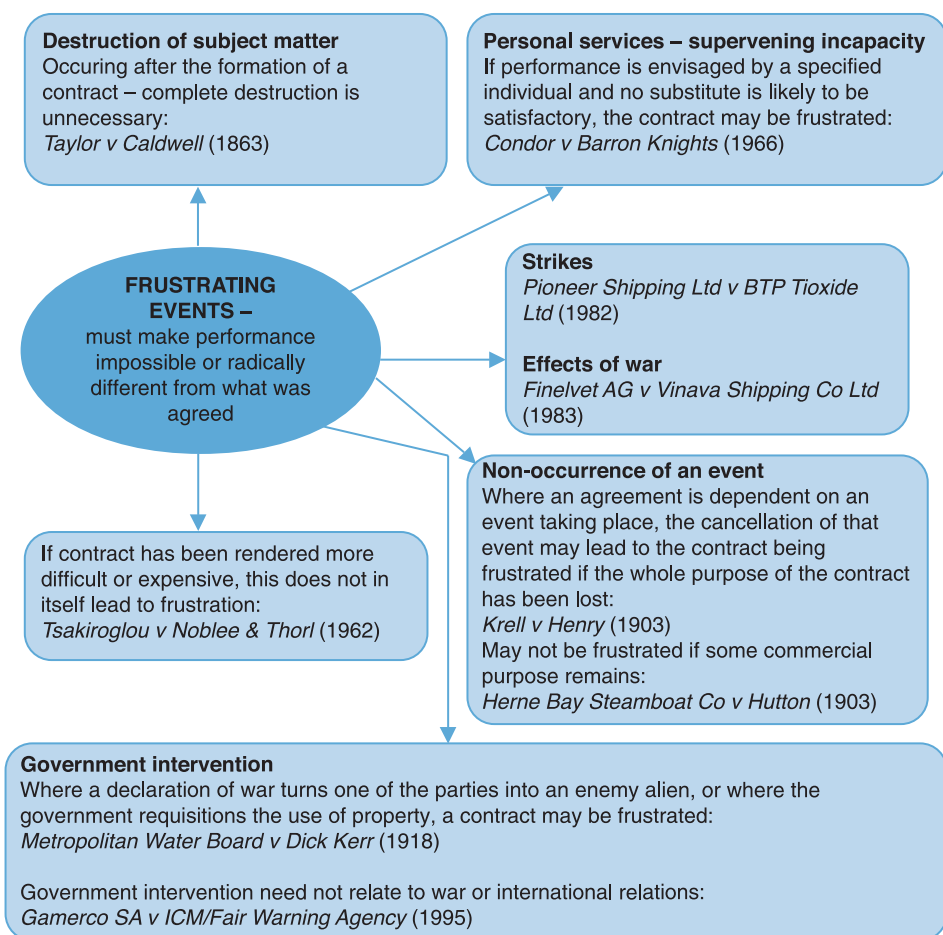 Destruction of subject matter
Occuring after the formation of a
contract – complete destruction is
unnecessary:
Taylor v Caldwell (1863)
Personal services – supervening incapacity
If performance is envisaged by a specified
individual and no substitute is likely to be
satisfactory, the contract may be frustrated:
Condor v Barron Knights (1966)
FRUSTRATING
EVENTS –
must make performance
impossible or radically
different from what was
agreed
Strikes
Pioneer Shipping Ltd v BTP Tioxide
Ltd (1982)
Effects of war
Finelvet AG v Vinava Shipping Co Ltd
(1983)
If contract has been rendered more
difficult or expensive, this does not in
itself lead to frustration:
Tsakiroglou v Noblee & Thorl (1962)
Non-occurrence of an event
Where an agreement is dependent on an
event taking place, the cancellation of that
event may lead to the contract being
frustrated if the whole purpose of the contract
has been lost:
Krell v Henry (1903)
May not be frustrated if some commercial
purpose remains:
Herne Bay Steamboat Co v Hutton (1903)
Government intervention
Where a declaration of war turns one of the parties into an enemy alien, or where the
government requisitions the use of property, a contract may be frustrated:
Metropolitan Water Board v Dick Kerr (1918)
Government intervention need not relate to war or international relations:
Gamerco SA v ICM/Fair Warning Agency (1995)